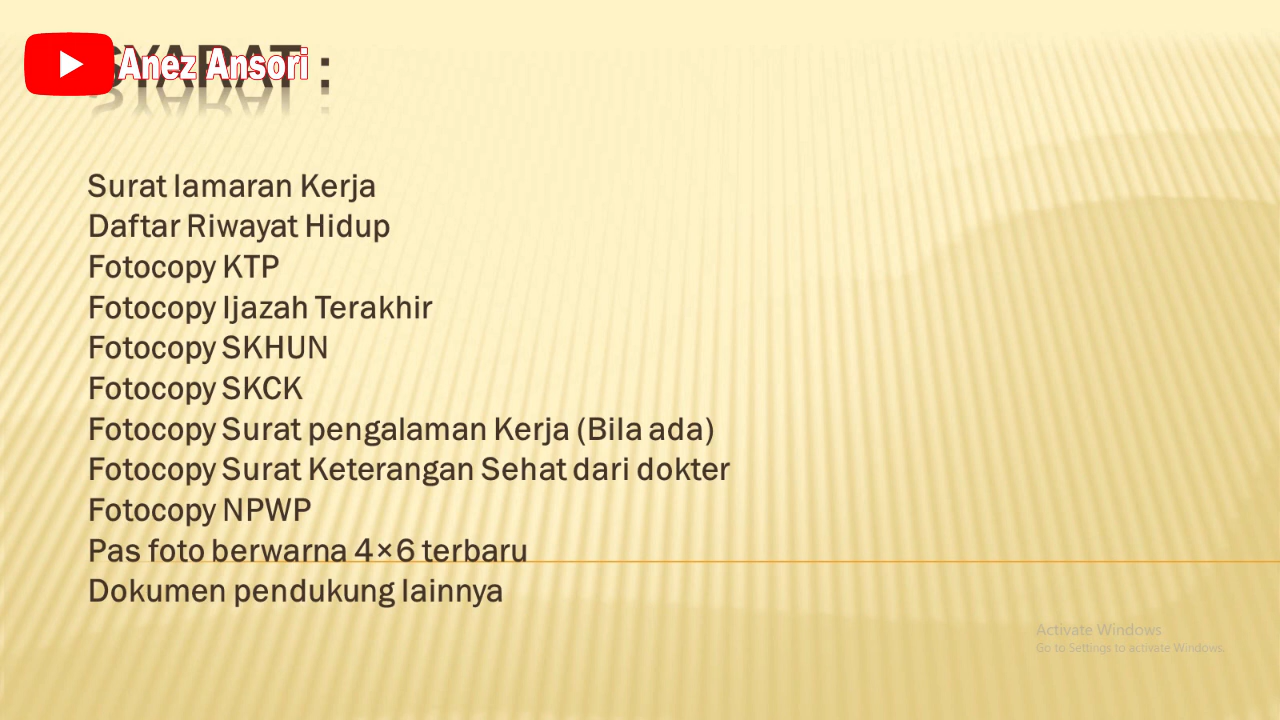 SYARAT :
Anez Ansori
Surat lamaran Kerja
Daftar Riwayat Hidup
Fotocopy KTP
Fotocopy Ijazah Terakhir
Fotocopy SKHUN
Fotocopy SKCK
Fotocopy Surat pengalaman Kerja (Bila ada)
Fotocopy Surat Keterangan Sehat dari dokter
Fotocopy NPWP
Pas foto berwarna 4×6 terbaru
Dokumen pendukung lainnya
Activate Windows
Go to Settings to activate Windows.